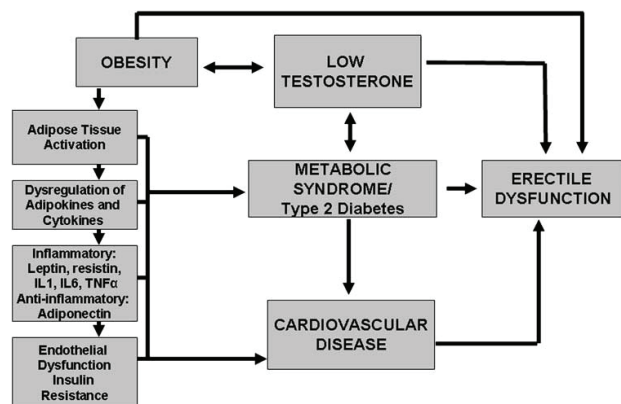 OBESITY
LOW
TESTOSTERONE
Adipose Tissue
Activation
METABOLIC
SYNDROME/
Type 2 Diabetes
ERECTILE
DYSFUNCTION
Dysregulation of
Adipokines and
Cytokines
Inflammatory:
Leptin, resistin,
IL1, IL6, TNFα
Anti-inflammatory:
Adiponectin
CARDIOVASCULAR
DISEASE
Endothelial
Dysfunction
Insulin
Resistance